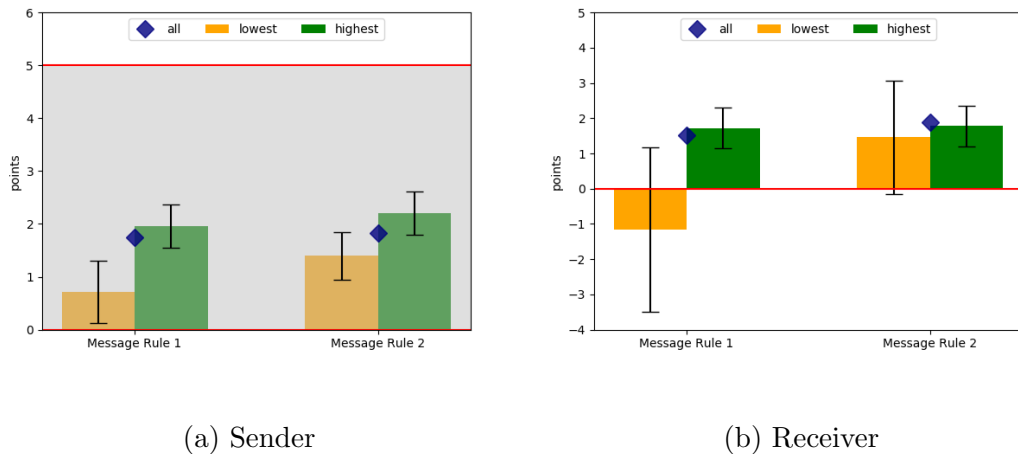 6
5
4
3
2
1
0
points
all lowest highest
Message Rule 1 Message Rule 2
(a) Sender
5
4
3
2
1
0
−1
−2
−3
−4
points
all lowest highest
Message Rule 1 Message Rule 2
(b) Receiver